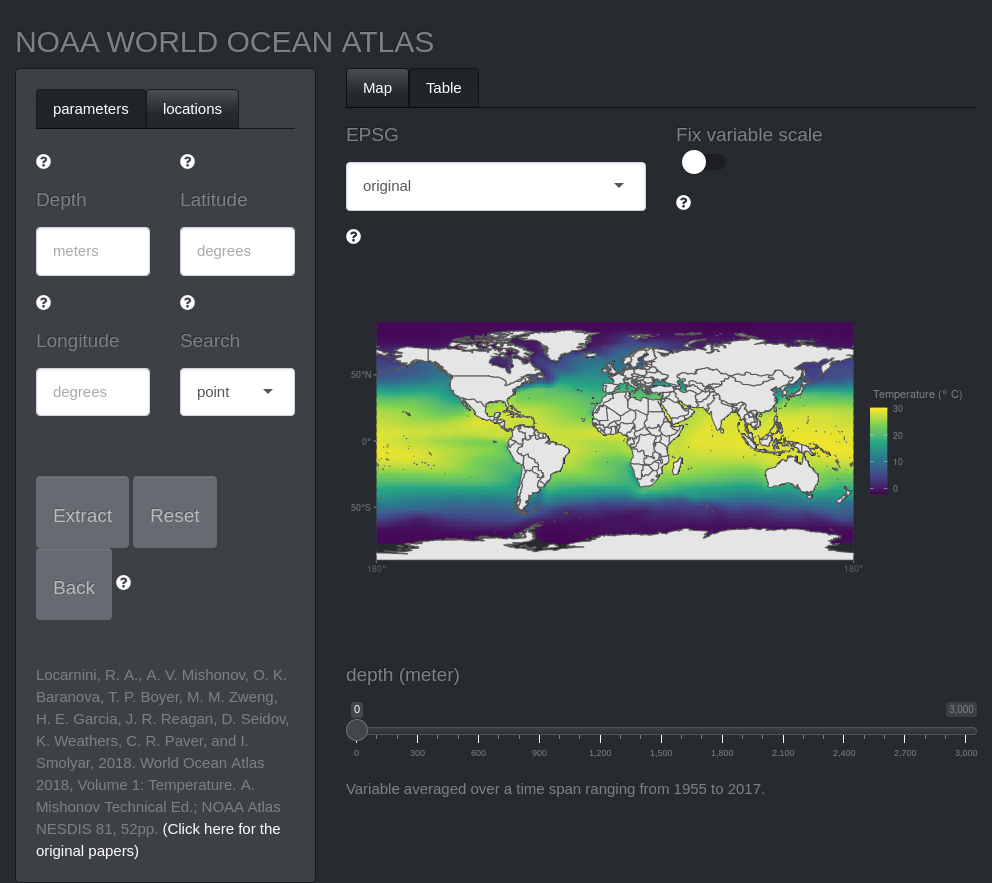 NOAA WORLD OCEAN ATLAS
parameters
locations
Depth
Latitude
meters
degrees
Longitude
Search
degrees
point
Extract
Reset
Back
Locarnini, R. A., A. V. Mishonov, O. K.
Baranova, T. P. Boyer, M. M. Zweng,
H. E. Garcia, J. R. Reagan, D. Seidov,
K. Weathers, C. R. Paver, and I.
Smolyar, 2018. World Ocean Atlas
2018, Volume 1: Temperature. A.
Mishonov Technical Ed.; NOAA Atlas
NESDIS 81, 52pp. (Click here for the
original papers)
Map
Table
EPSG
original
Fix variable scale
50°N
0°
50°S
180°
180°
Temperature (° C)
30
20
10
0
depth (meter)
0
3,000
0 300 600 900 1,200 1,500 1,800 2,100 2,400 2,700 3,000
Variable averaged over a time span ranging from 1955 to 2017.